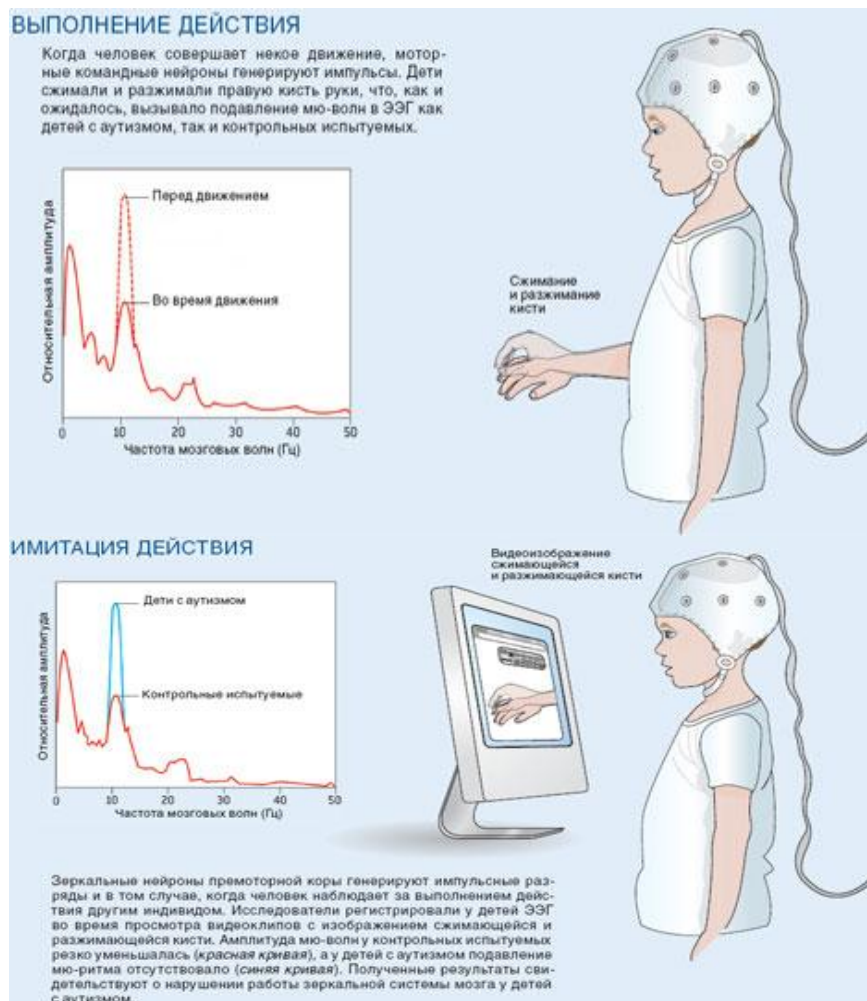 ВЫПОЛНЕНИЕ ДЕЙСТВИЯ
Когда человек совершает некое движение, мотор-
ные командные нейроны генерируют импульсы. Дети
сжимали и разжимали правую кисть руки, что, как и
ожидалось, вызывало подавление мю-волн в ЭЭГ как
детей с аутизмом, так и контрольных испытуемых.
Относительная амплитуда
Перед движением
Во время движения
0 10 20 30 40 50
Частота мозговых волн (Гц)
Сжимание
и разжимание
кисти
ИМИТАЦИЯ ДЕЙСТВИЯ
Относительная амплитуда
Дети с аутизмом
Контрольные испытуемые
0 10 20 30 40 50
Частота мозговых волн (Гц)
Видеоизображение
сжимающейся
и разжимающейся кисти
Зеркальные нейроны премоторной коры генерируют импульсные раз-
ряды и в том случае, когда человек наблюдает за выполнением дейс-
твия другим индивидом. Исследователи регистрировали у детей ЭЭГ
во время просмотра видеоклипов с изображением сжимающейся и
разжимающейся кисти. Амплитуда мю-волн у контрольных испытуемых
резко уменьшалась (красная кривая), а у детей с аутизмом подавление
мю-ритма отсутствовало (синяя кривая). Полученные результаты сви-
детельствуют о нарушении работы зеркальной системы мозга у детей
с аутизмом